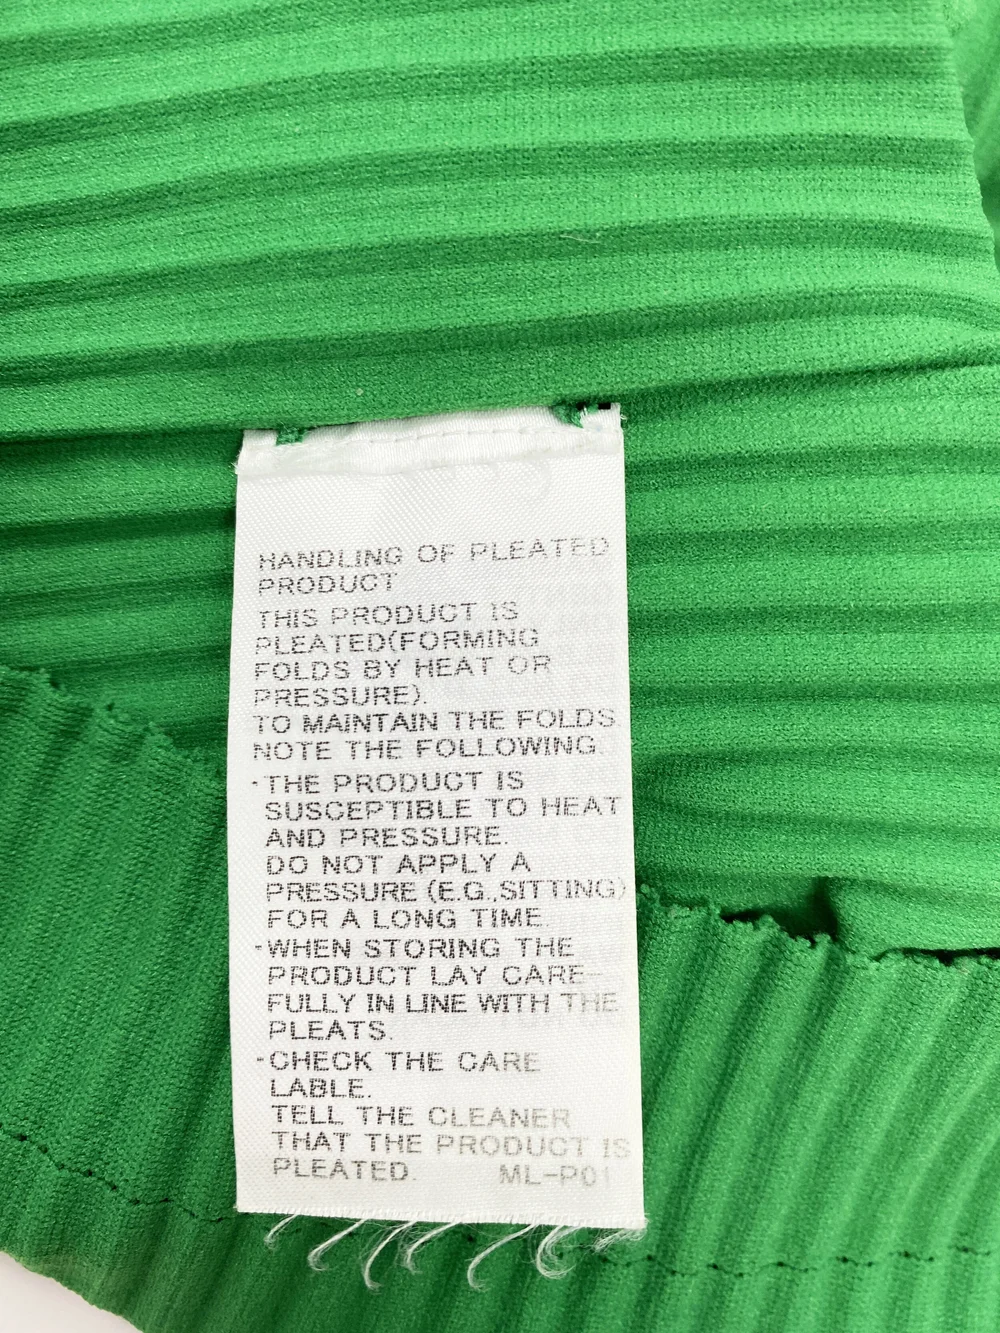 HANDLING OF PLEATED
PRODUCT
THIS PRODUCT IS
PLEATED(FORMING
FOLDS BY HEAT OR
PRESSURE).
TO MAINTAIN THE FOLDS.
NOTE THE FOLLOWING.
·THE PRODUCT IS
SUSCEPTIBLE TO HEAT
AND PRESSURE.
DO NOT APPLY A
PRESSURE (E.G.,SITTING)
FOR A LONG TIME.
·WHEN STORING THE
PRODUCT LAY CARE-
FULLY IN LINE WITH THE
PLEATS.
·CHECK THE CARE
LABLE.
TELL THE CLEANER
THAT THE PRODUCT IS
PLEATED. ML-P01